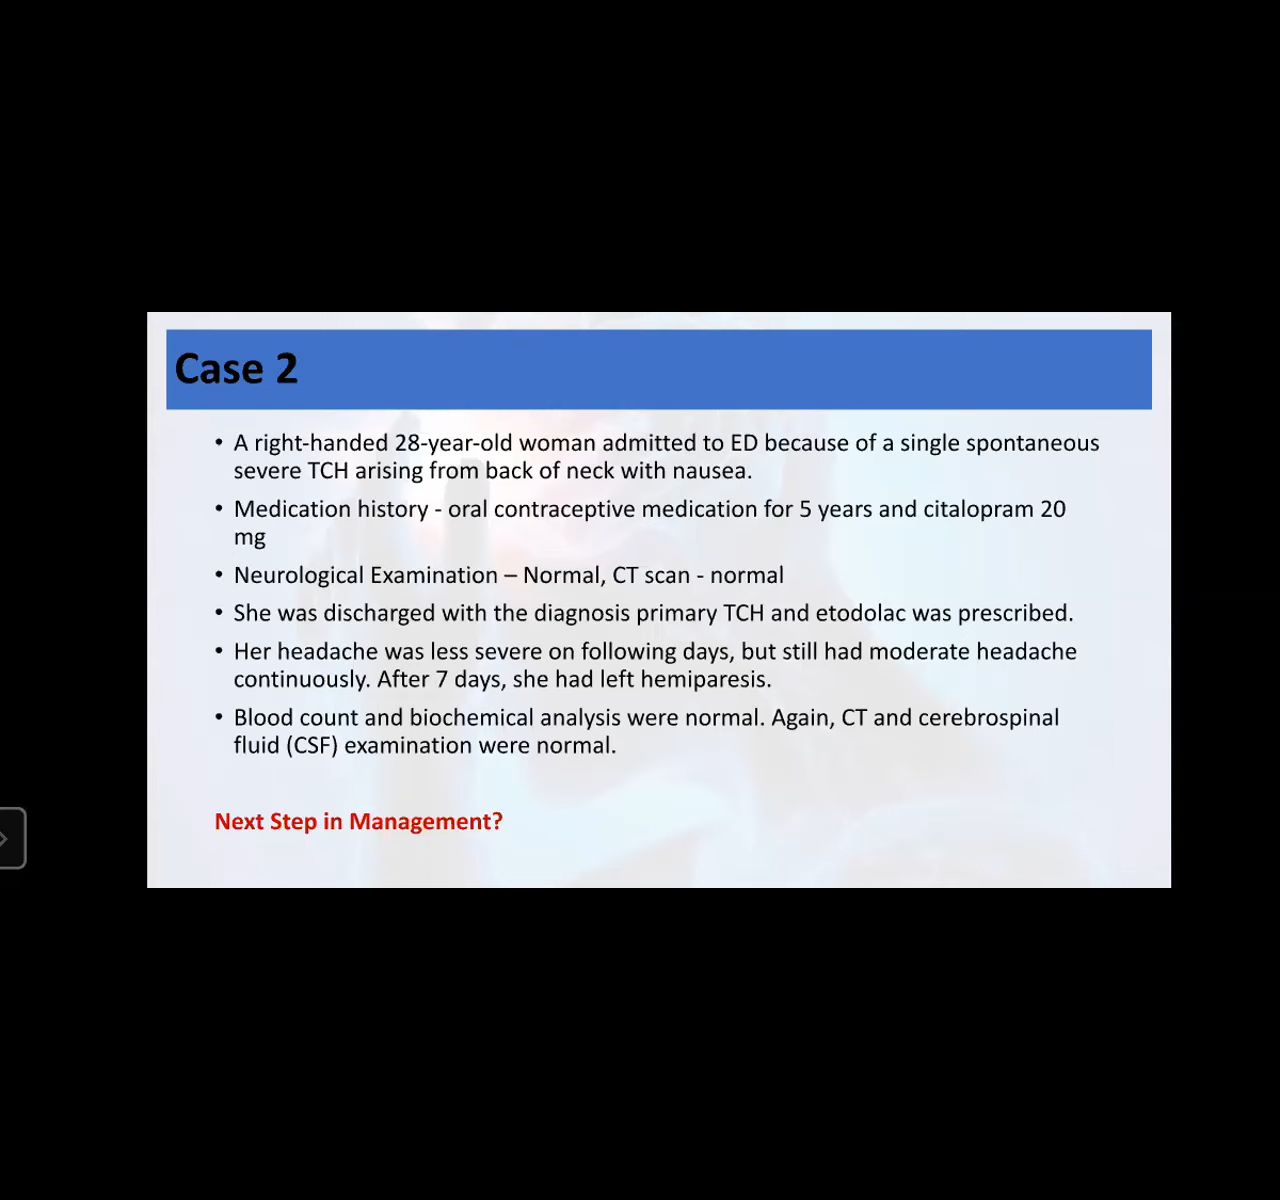 Case 2
• A right-handed 28-year-old woman admitted to ED because of a single spontaneous
severe TCH arising from back of neck with nausea.
• Medication history - oral contraceptive medication for 5 years and citalopram 20
mg
• Neurological Examination – Normal, CT scan - normal
• She was discharged with the diagnosis primary TCH and etodolac was prescribed.
• Her headache was less severe on following days, but still had moderate headache
continuously. After 7 days, she had left hemiparesis.
• Blood count and biochemical analysis were normal. Again, CT and cerebrospinal
fluid (CSF) examination were normal.
Next Step in Management?